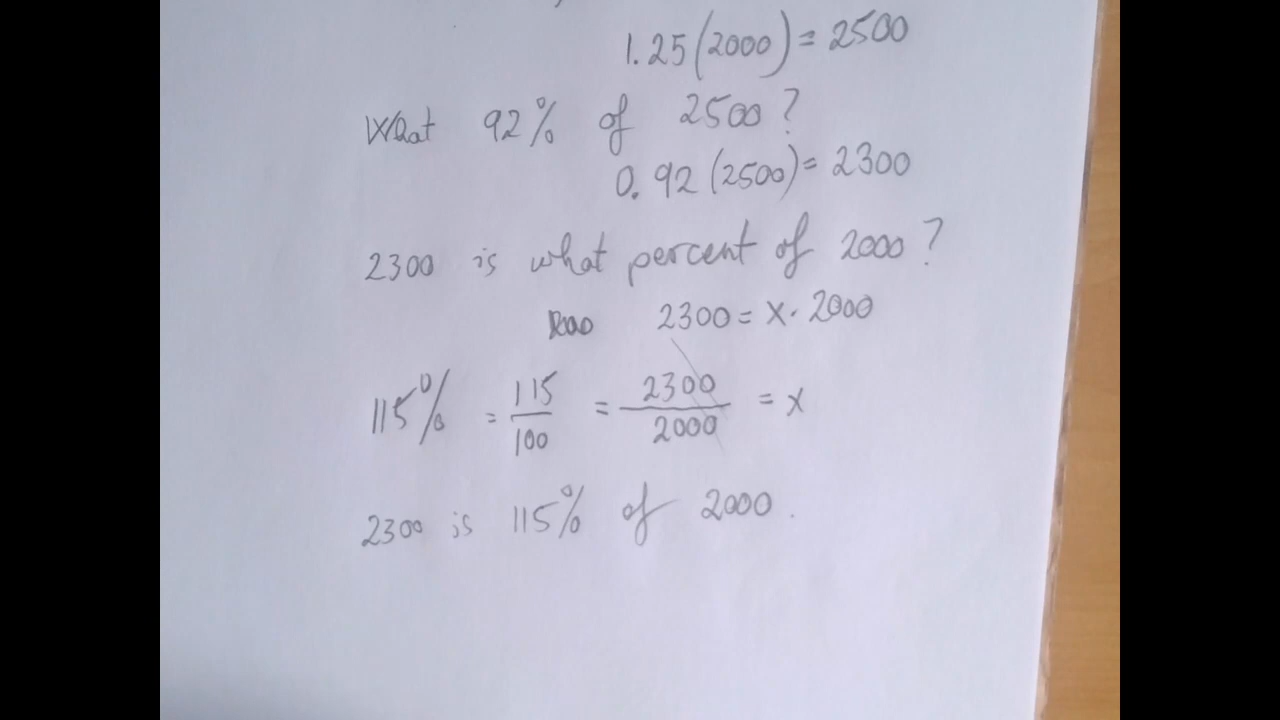 1.25(2000) = 2500
What 92% of 2500?
0.92(2500) = 2300
2300 is what percent of 2000?
2300 = x · 2000
115% = 115/100 = 2300/2000 = x
2300 is 115% of 2000.